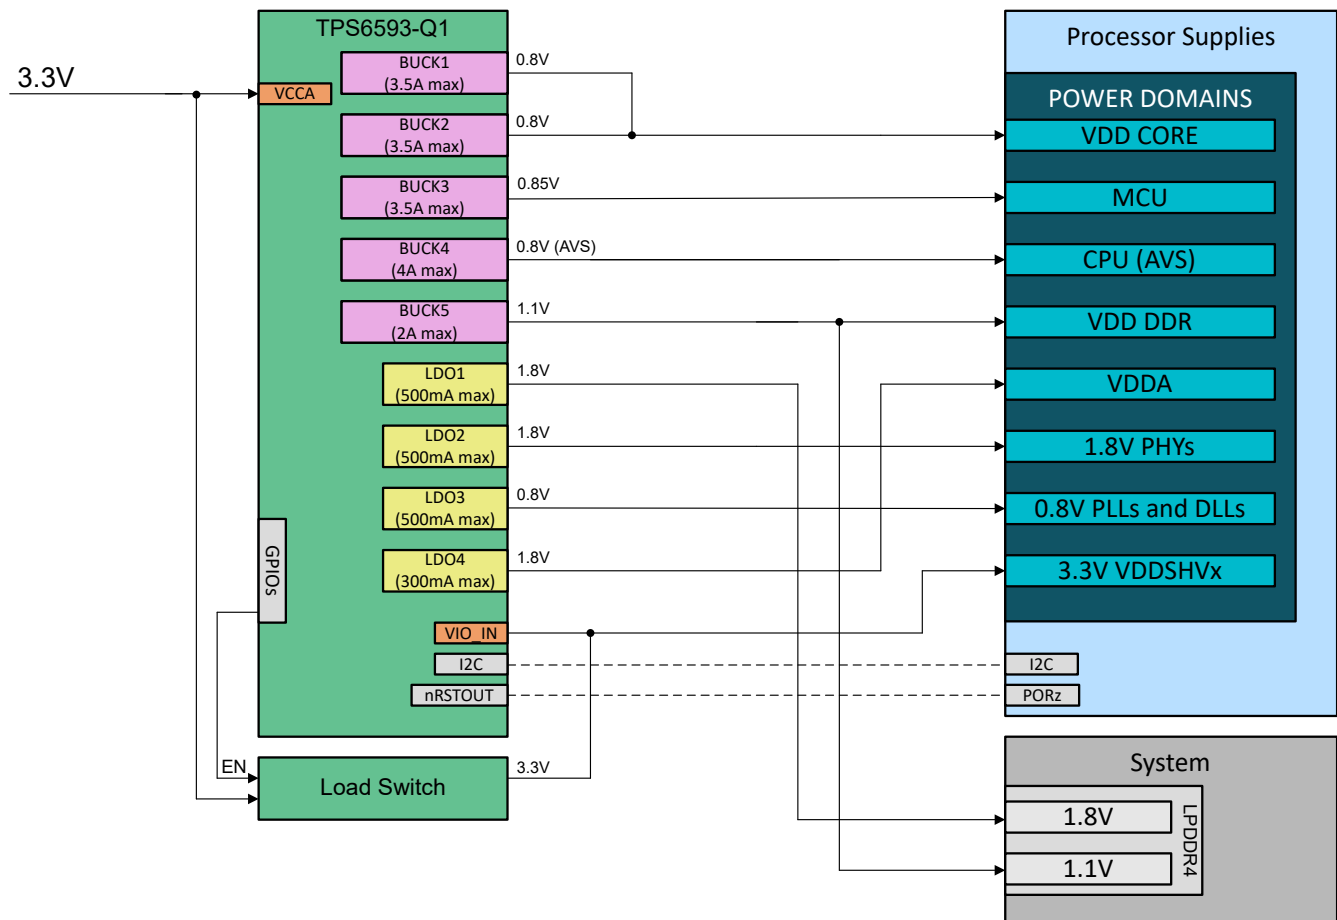 TPS6593-Q1
3.3V
VCCA
BUCK1
(3.5A max)
0.8V
BUCK2
(3.5A max)
0.8V
BUCK3
(3.5A max)
0.85V
BUCK4
(4A max)
0.8V (AVS)
BUCK5
(2A max)
1.1V
LDO1
(500mA max)
1.8V
LDO2
(500mA max)
1.8V
LDO3
(500mA max)
0.8V
LDO4
(300mA max)
1.8V
GPIOs
VIO_IN
I2C
nRSTOUT
EN
Load Switch
3.3V
Processor Supplies
POWER DOMAINS
VDD CORE
MCU
CPU (AVS)
VDD DDR
VDDA
1.8V PHYs
0.8V PLLs and DLLs
3.3V VDDSHVx
I2C
PORz
System
1.8V
1.1V
LPDDR4